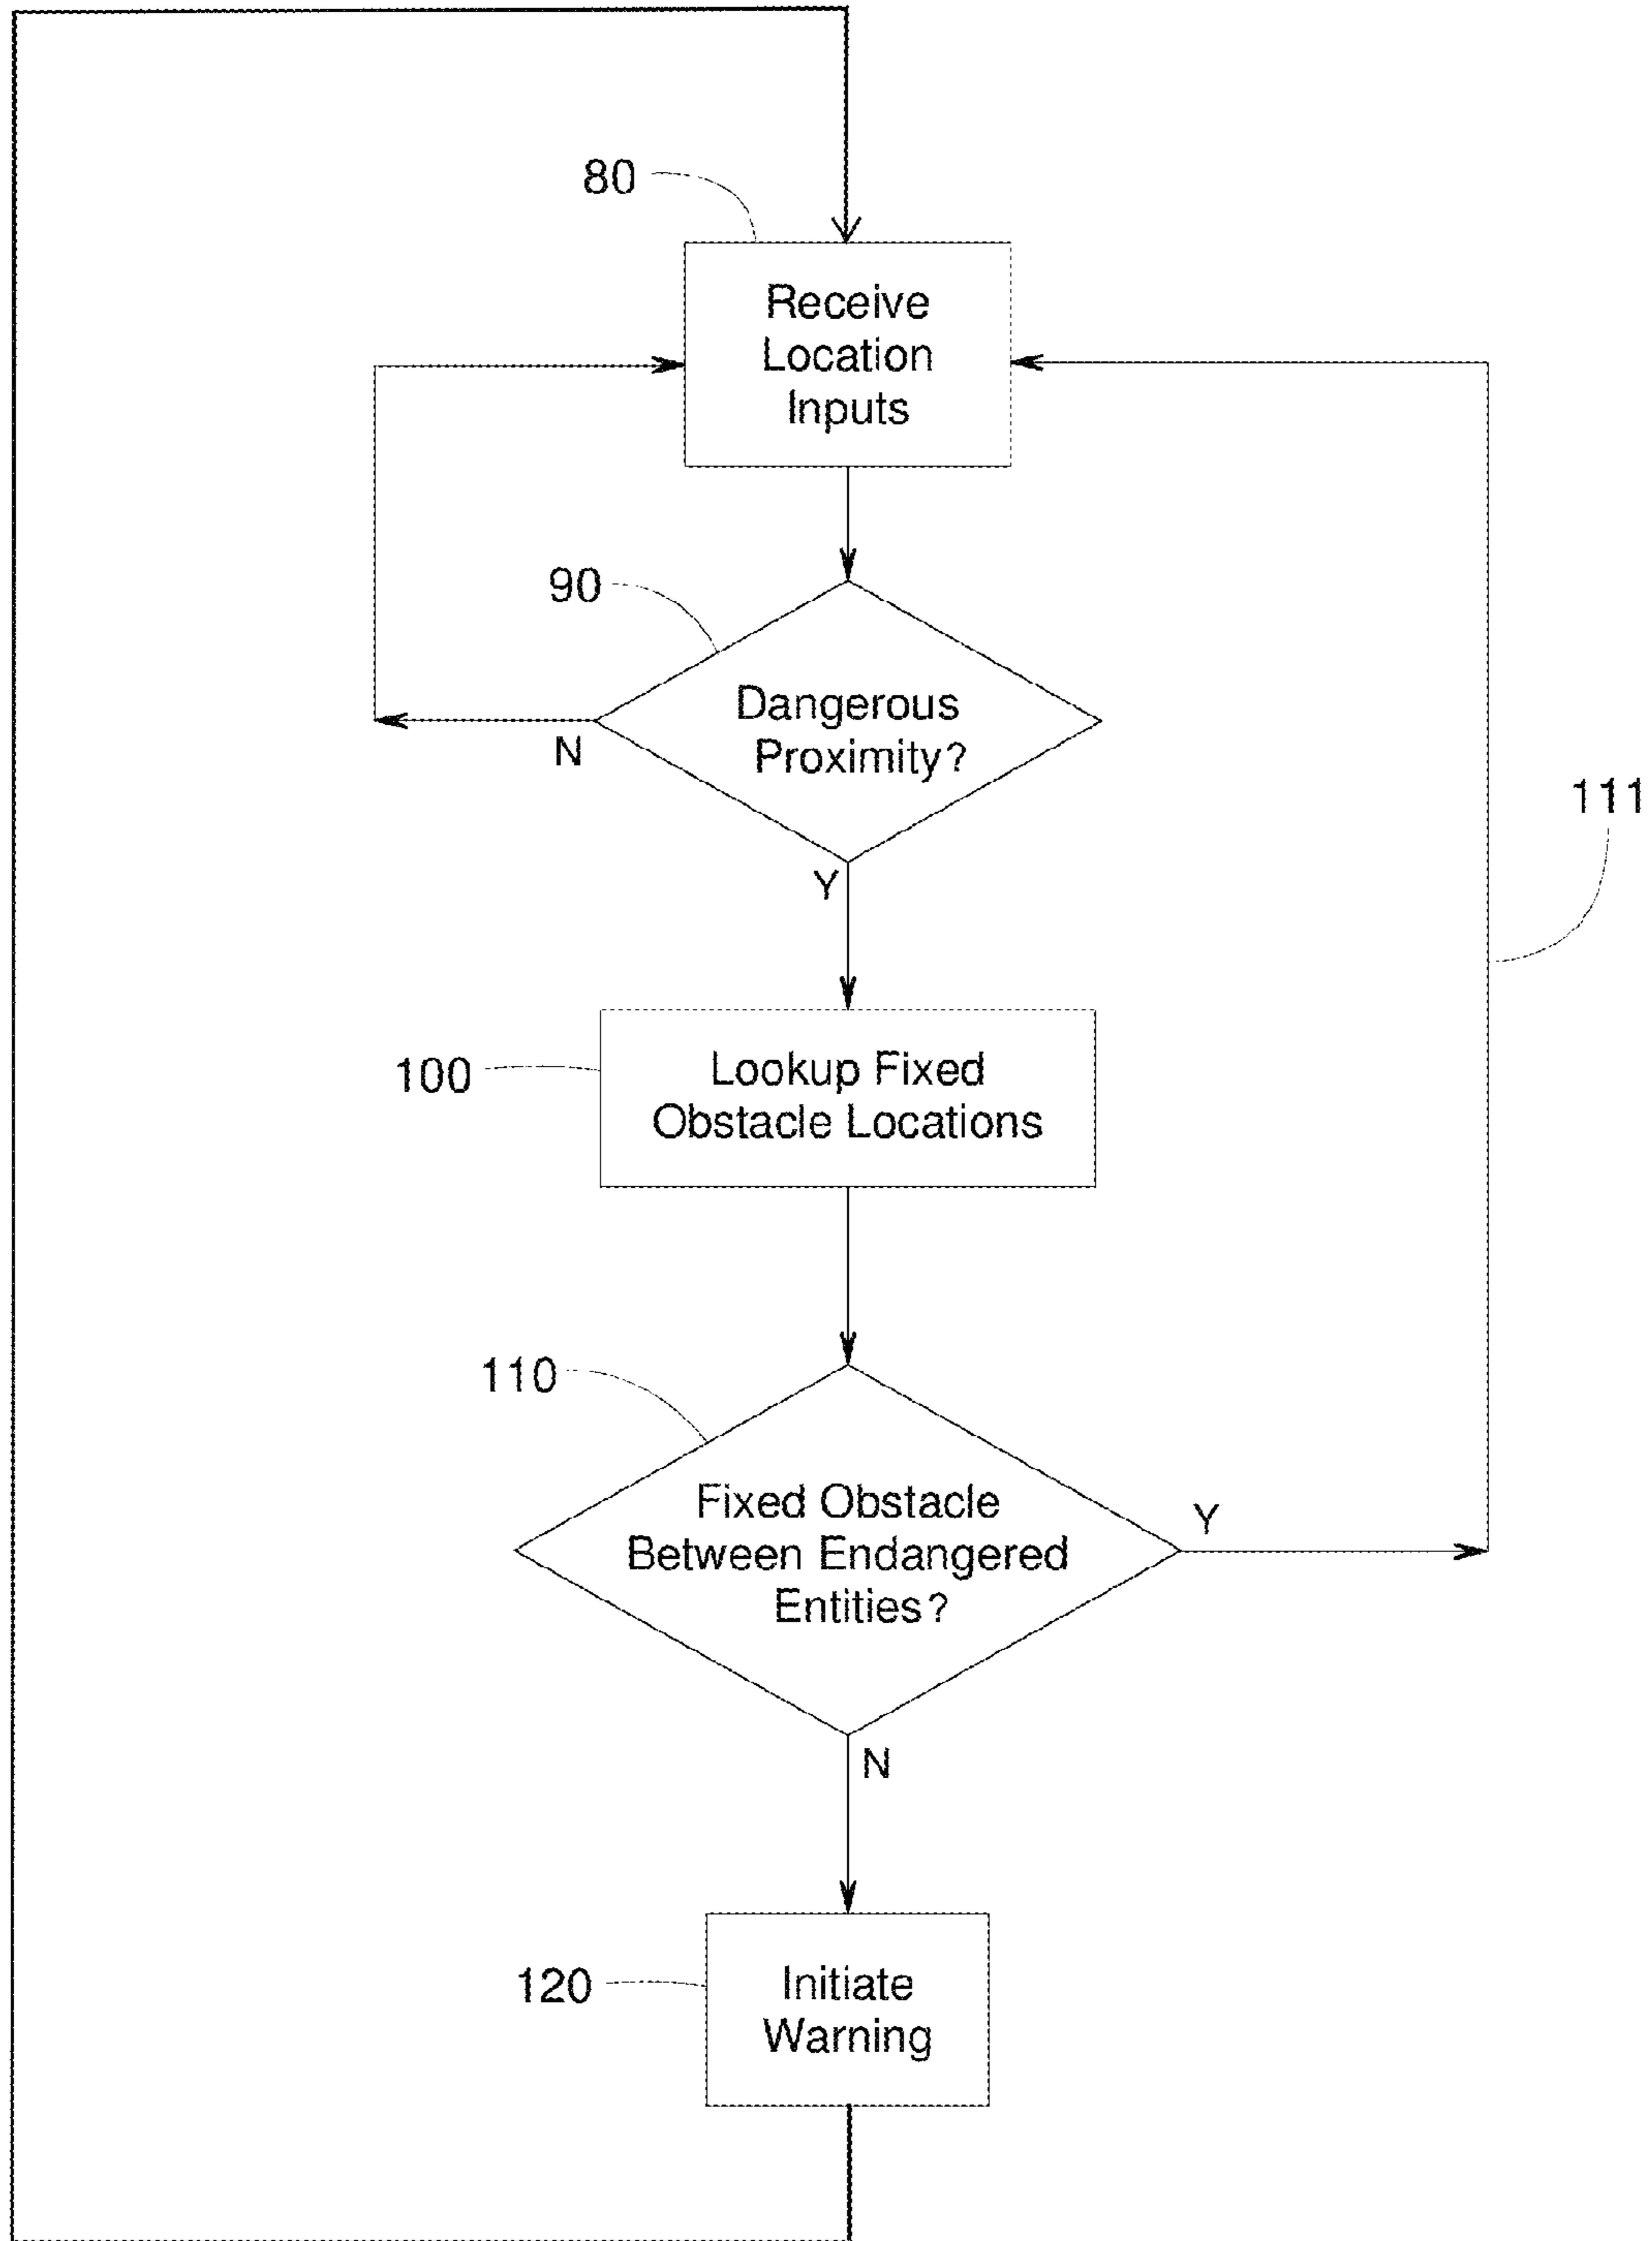 80
Receive
Location
Inputs
90
Dangerous
Proximity?
N
111
Y
100
Lookup Fixed
Obstacle Locations
110
Fixed Obstacle
Between Endangered
Entities?
Y
N
120
Initiate
Warning